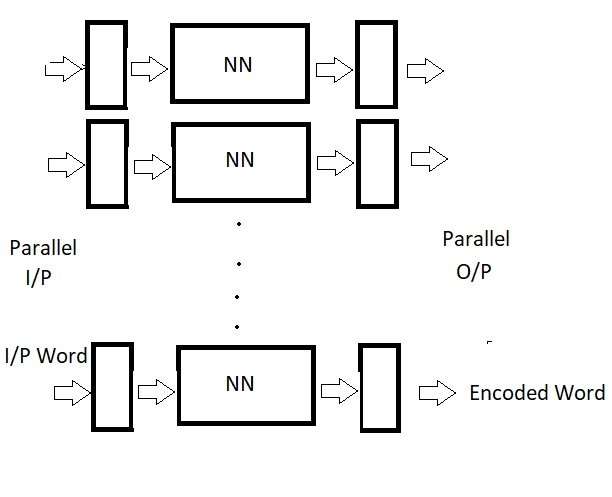 NN
NN
Parallel
I/P
Parallel
O/P
I/P Word
NN
Encoded Word